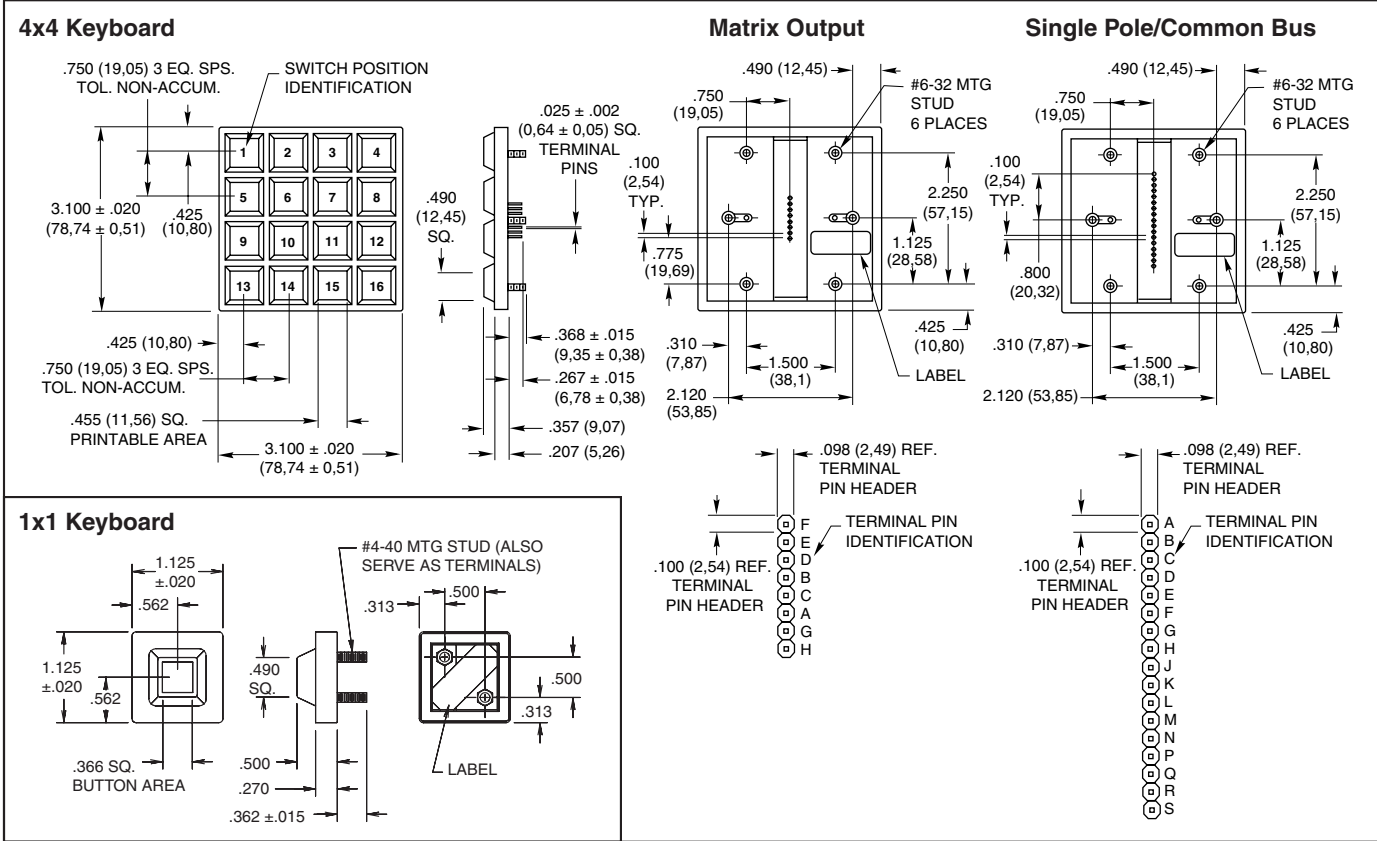 4x4 Keyboard
.750 (19,05) 3 EQ. SPS.
TOL. NON-ACCUM.
SWITCH POSITION
IDENTIFICATION
3.100 ± .020
(78,74 ± 0,51)
.425
(10,80)
1 2 3 4
5 6 7 8
9 10 11 12
13 14 15 16
.425 (10,80)
.750 (19,05) 3 EQ. SPS.
TOL. NON-ACCUM.
.455 (11,56) SQ.
PRINTABLE AREA
3.100 ± .020
(78,74 ± 0,51)
.025 ± .002
(0,64 ± 0,05) SQ.
TERMINAL
PINS
.490
(12,45)
SQ.
.368 ± .015
(9,35 ± 0,38)
.267 ± .015
(6,78 ± 0,38)
.357 (9,07)
.207 (5,26)
Matrix Output
.490 (12,45)
.750
(19,05)
#6-32 MTG
STUD
6 PLACES
.100
(2,54)
TYP.
2.250
(57,15)
.775
(19,69)
1.125
(28,58)
.310
(7,87)
1.500
(38,1)
.425
(10,80)
LABEL
2.120
(53,85)
.098 (2,49) REF.
TERMINAL
PIN HEADER
TERMINAL PIN
IDENTIFICATION
.100 (2,54) REF.
TERMINAL
PIN HEADER
F
E
D
B
C
A
G
H
Single Pole/Common Bus
.490 (12,45)
.750
(19,05)
#6-32 MTG
STUD
6 PLACES
.100
(2,54)
TYP.
2.250
(57,15)
.800
(20,32)
1.125
(28,58)
.310 (7,87)
1.500
(38,1)
.425
(10,80)
LABEL
2.120 (53,85)
.098 (2,49) REF.
TERMINAL
PIN HEADER
TERMINAL PIN
IDENTIFICATION
.100 (2,54) REF.
TERMINAL
PIN HEADER
A
B
C
D
E
F
G
H
J
K
L
M
N
P
Q
R
S
1x1 Keyboard
1.125
±.020
.562
1.125
±.020
.562
.366 SQ.
BUTTON AREA
#4-40 MTG STUD (ALSO
SERVE AS TERMINALS)
.490
SQ.
.500
.270
.362 ±.015
.313
.500
.500
.313
LABEL